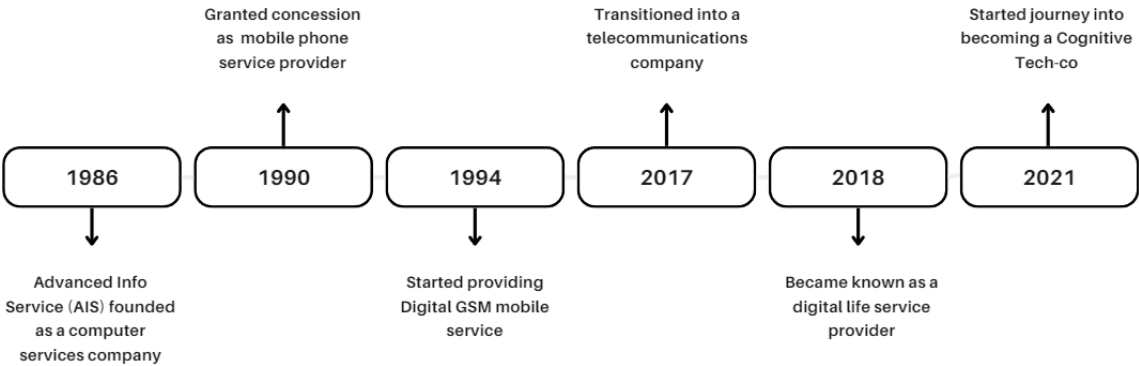 Granted concession
as mobile phone
service provider
Transitioned into a
telecommunications
company
Started journey into
becoming a Cognitive
Tech-co
1986
1990
1994
2017
2018
2021
Advanced Info
Service (AIS) founded
as a computer
services company
Started providing
Digital GSM mobile
service
Became known as a
digital life service
provider